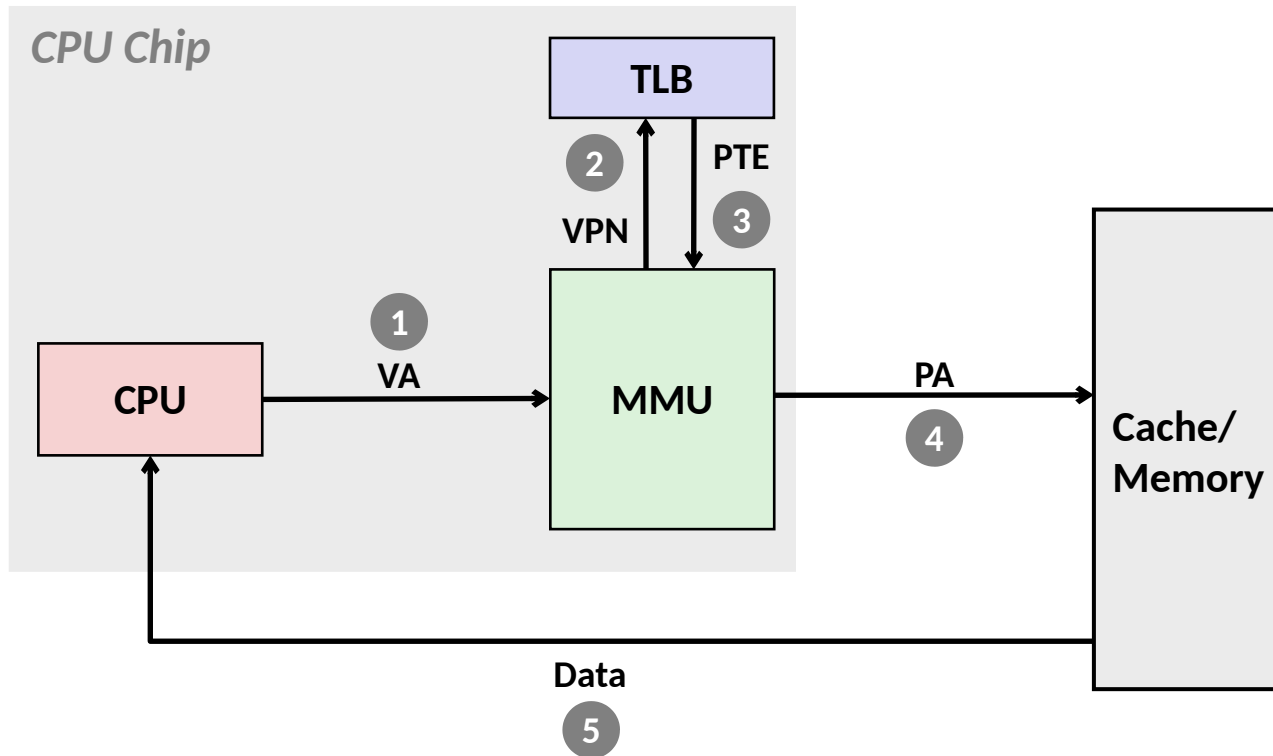 CPU Chip
TLB
2
PTE
VPN
3
1
VA
CPU
MMU
PA
4
Cache/
Memory
Data
5